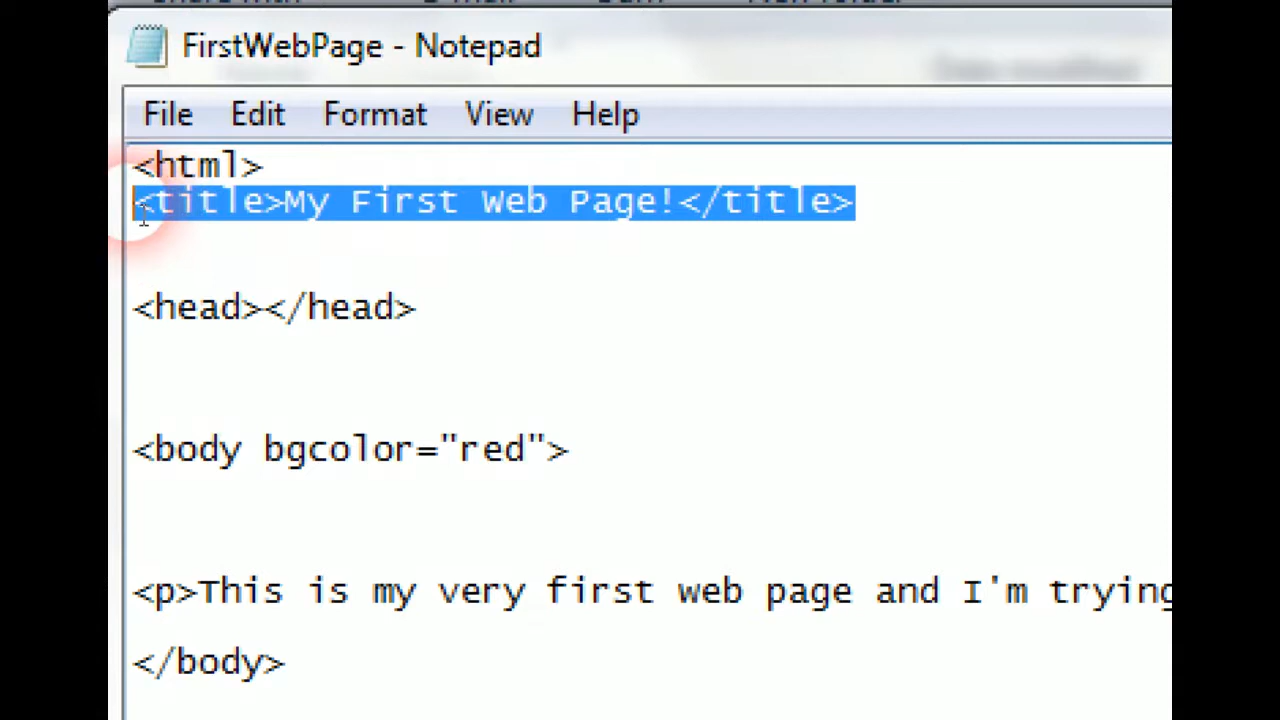 FirstWebPage - Notepad
File Edit Format View Help
<html>
<title>My First Web Page!</title>
<head></head>
<body bgcolor="red">
<p>This is my very first web page and I'm trying
</body>